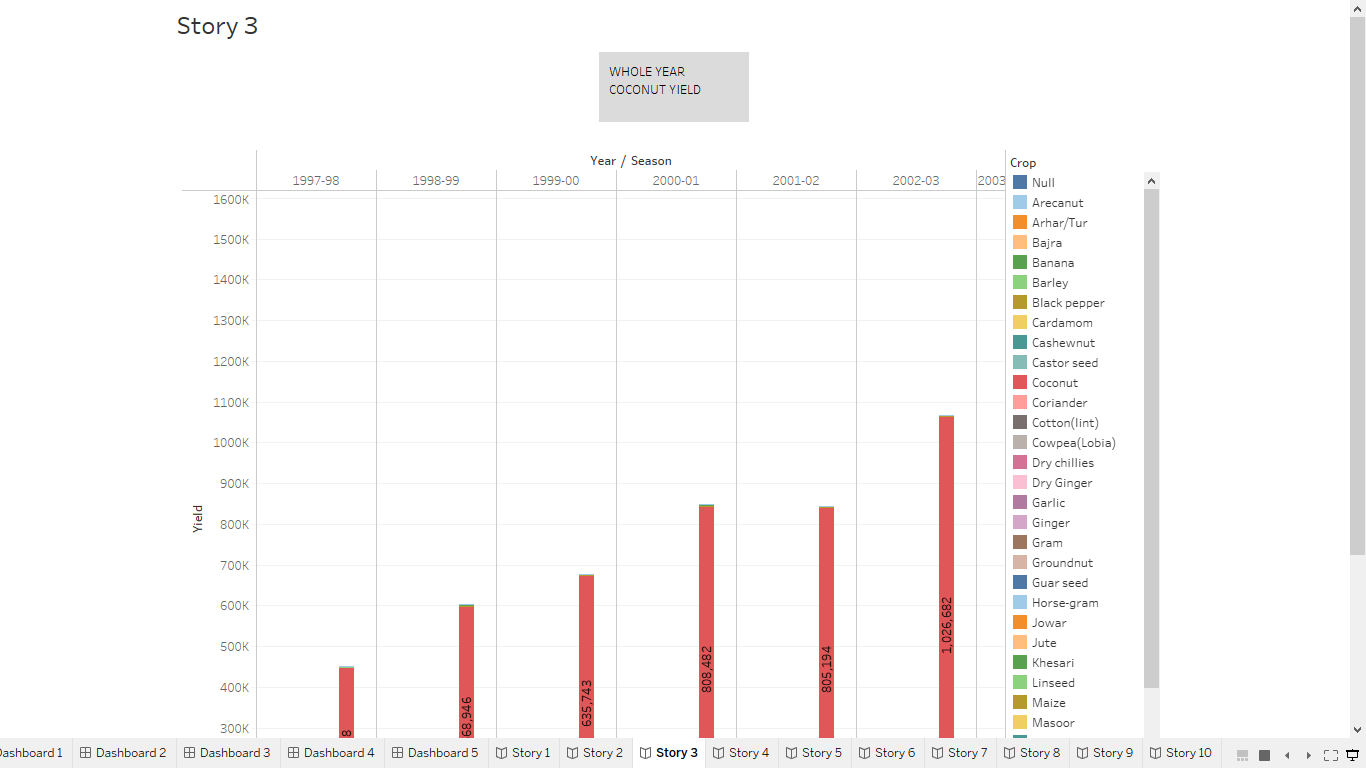 Story 3
WHOLE YEAR
COCONUT YIELD
Year / Season
1997-98 1998-99 1999-00 2000-01 2001-02 2002-03 2003
1600K
1500K
1400K
1300K
1200K
1100K
1000K
900K
800K
700K
600K
500K
400K
300K
Yield
8
68,946
635,743
808,482
805,194
1,026,682
Crop
Null
Arecanut
Arhar/Tur
Bajra
Banana
Barley
Black pepper
Cardamom
Cashewnut
Castor seed
Coconut
Coriander
Cotton(lint)
Cowpea(Lobia)
Dry chillies
Dry Ginger
Garlic
Ginger
Gram
Groundnut
Guar seed
Horse-gram
Jowar
Jute
Khesari
Linseed
Maize
Masoor
ashboard 1 Dashboard 2 Dashboard 3 Dashboard 4 Dashboard 5 Story 1 Story 2 Story 3 Story 4 Story 5 Story 6 Story 7 Story 8 Story 9 Story 10